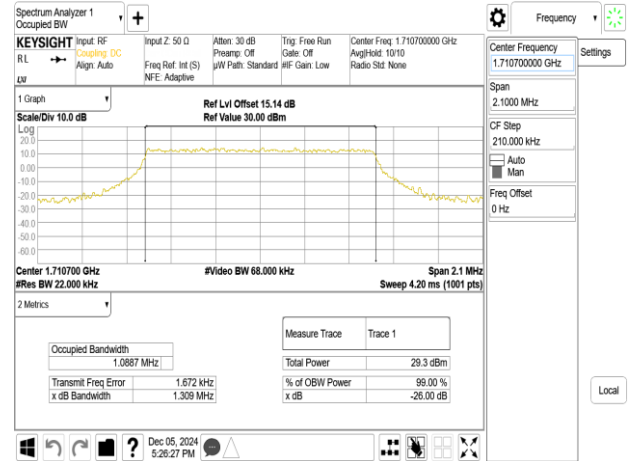 Spectrum Analyzer 1
Occupied BW
+
Frequency
KEYSIGHT
RL
LXI
Input: RF
Coupling: DC
Align: Auto
Input Z: 50 Ω
Freq Ref: Int (S)
NFE: Adaptive
Atten: 30 dB
Preamp: Off
µW Path: Standard
Trig: Free Run
Gate: Off
#IF Gain: Low
Center Freq: 1.710700000 GHz
Avg|Hold: 10/10
Radio Std: None
Center Frequency
1.710700000 GHz
Settings
Span
2.1000 MHz
CF Step
210.000 kHz
Auto
Man
Freq Offset
0 Hz
Local
1 Graph
Scale/Div 10.0 dB
Ref Lvl Offset 15.14 dB
Ref Value 30.00 dBm
Log
20.0
10.0
0.00
-10.0
-20.0
-30.0
-40.0
-50.0
-60.0
Center 1.710700 GHz
#Res BW 22.000 kHz
#Video BW 68.000 kHz
Span 2.1 MHz
Sweep 4.20 ms (1001 pts)
2 Metrics
Measure Trace
Trace 1
Occupied Bandwidth
1.0887 MHz
Total Power
29.3 dBm
Transmit Freq Error
1.672 kHz
% of OBW Power
99.00 %
x dB Bandwidth
1.309 MHz
x dB
-26.00 dB
?
Dec 05, 2024
5:26:27 PM